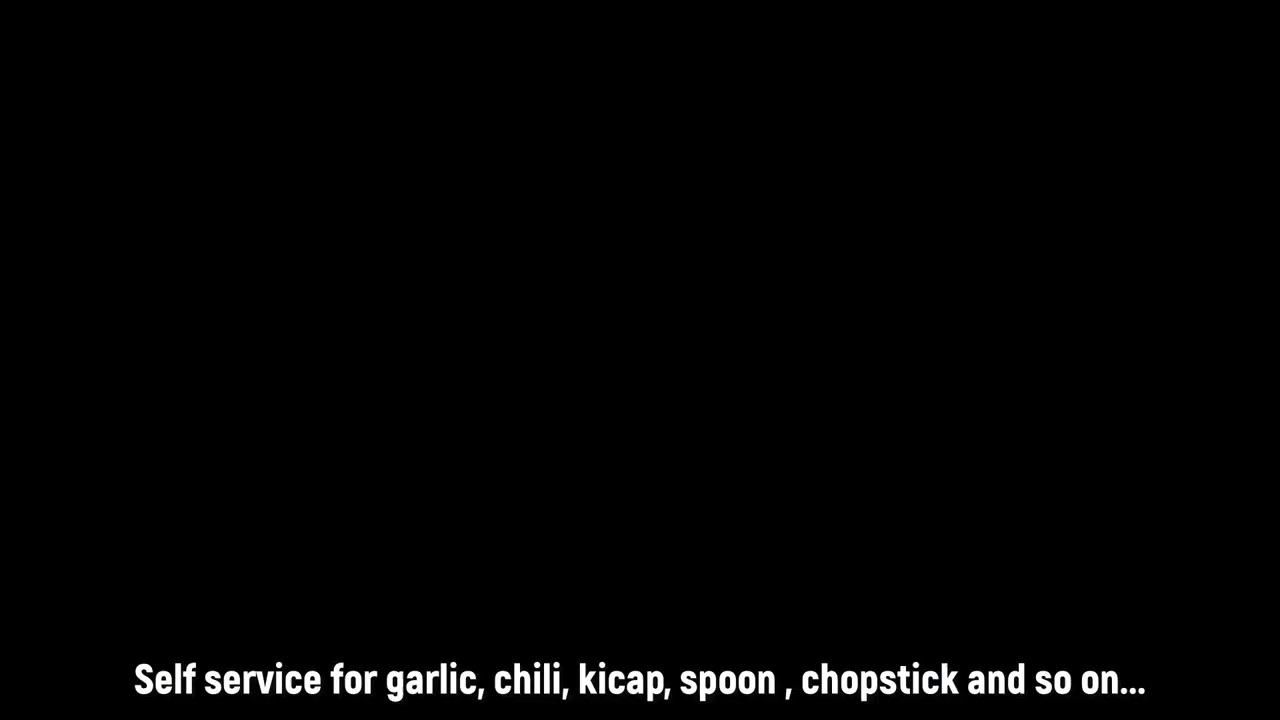 Self service for garlic, chili, kicap, spoon , chopstick and so on...